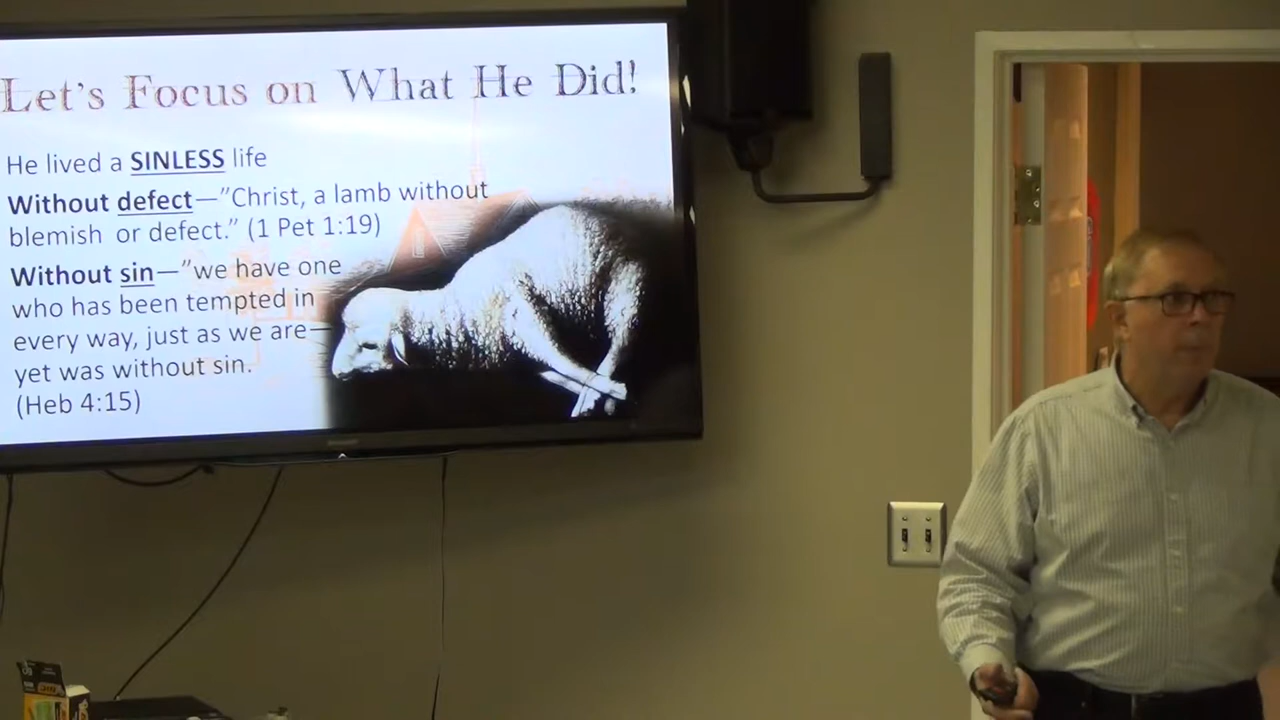 Let's Focus on What He Did!
He lived a SINLESS life
Without defect—"Christ, a lamb without
blemish or defect." (1 Pet 1:19)
Without sin—"we have one
who has been tempted in
every way, just as we are—
yet was without sin.
(Heb 4:15)